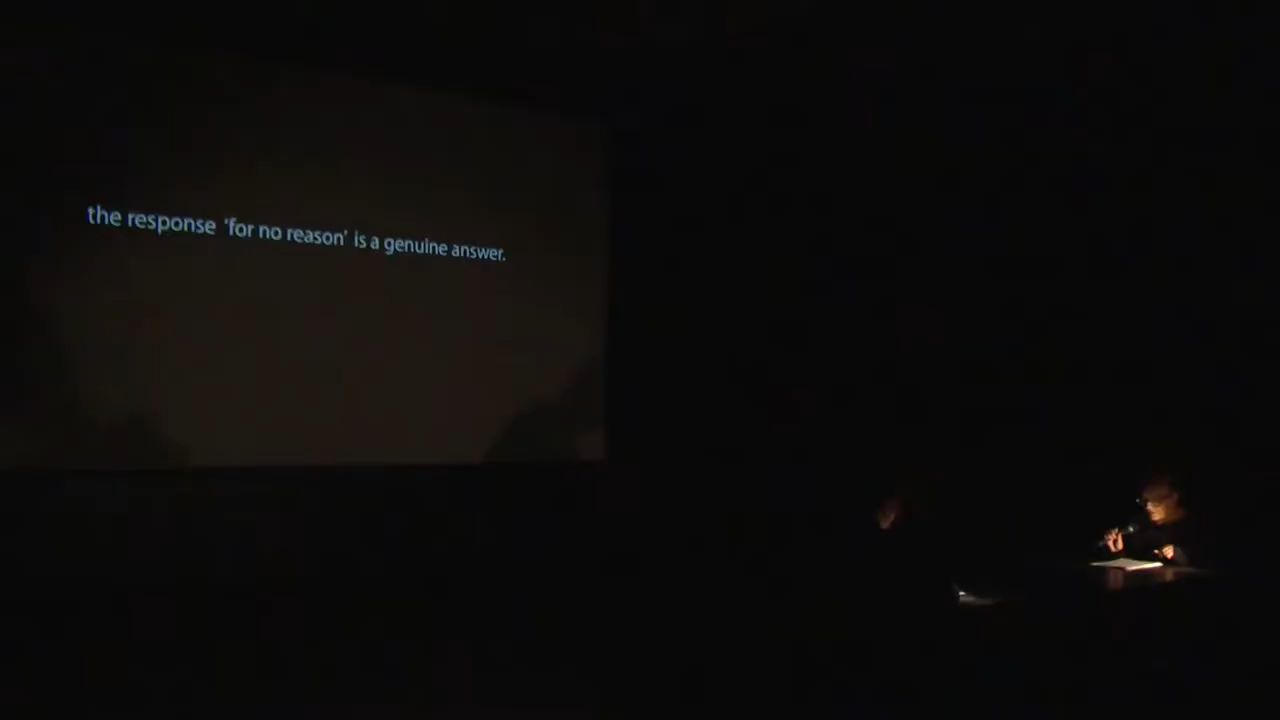 the response ‘for no reason’ is a genuine answer.